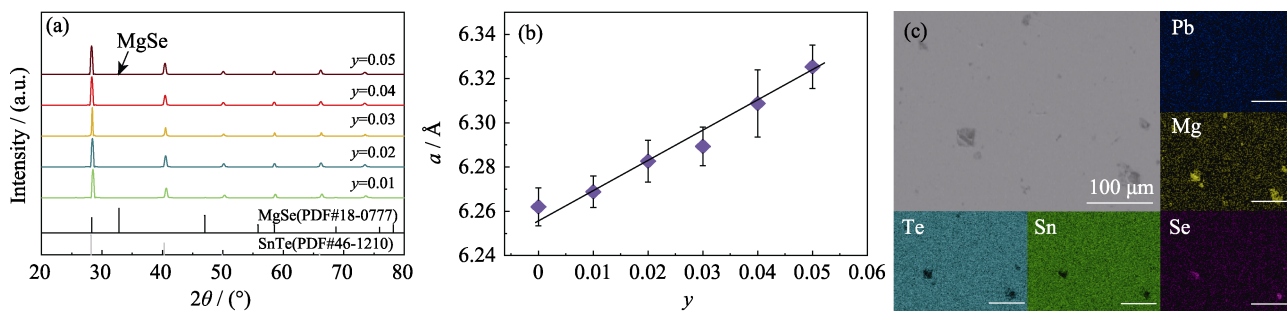 (a)
MgSe
y=0.05
y=0.04
y=0.03
y=0.02
y=0.01
MgSe(PDF#18-0777)
SnTe(PDF#46-1210)
Intensity / (a.u.)
20 30 40 50 60 70 80
2θ / (°)
(b)
6.36
6.34
6.32
6.30
6.28
6.26
6.24
a / Å
0 0.01 0.02 0.03 0.04 0.05 0.06
y
(c)
100 μm
Pb
Mg
Te
Sn
Se